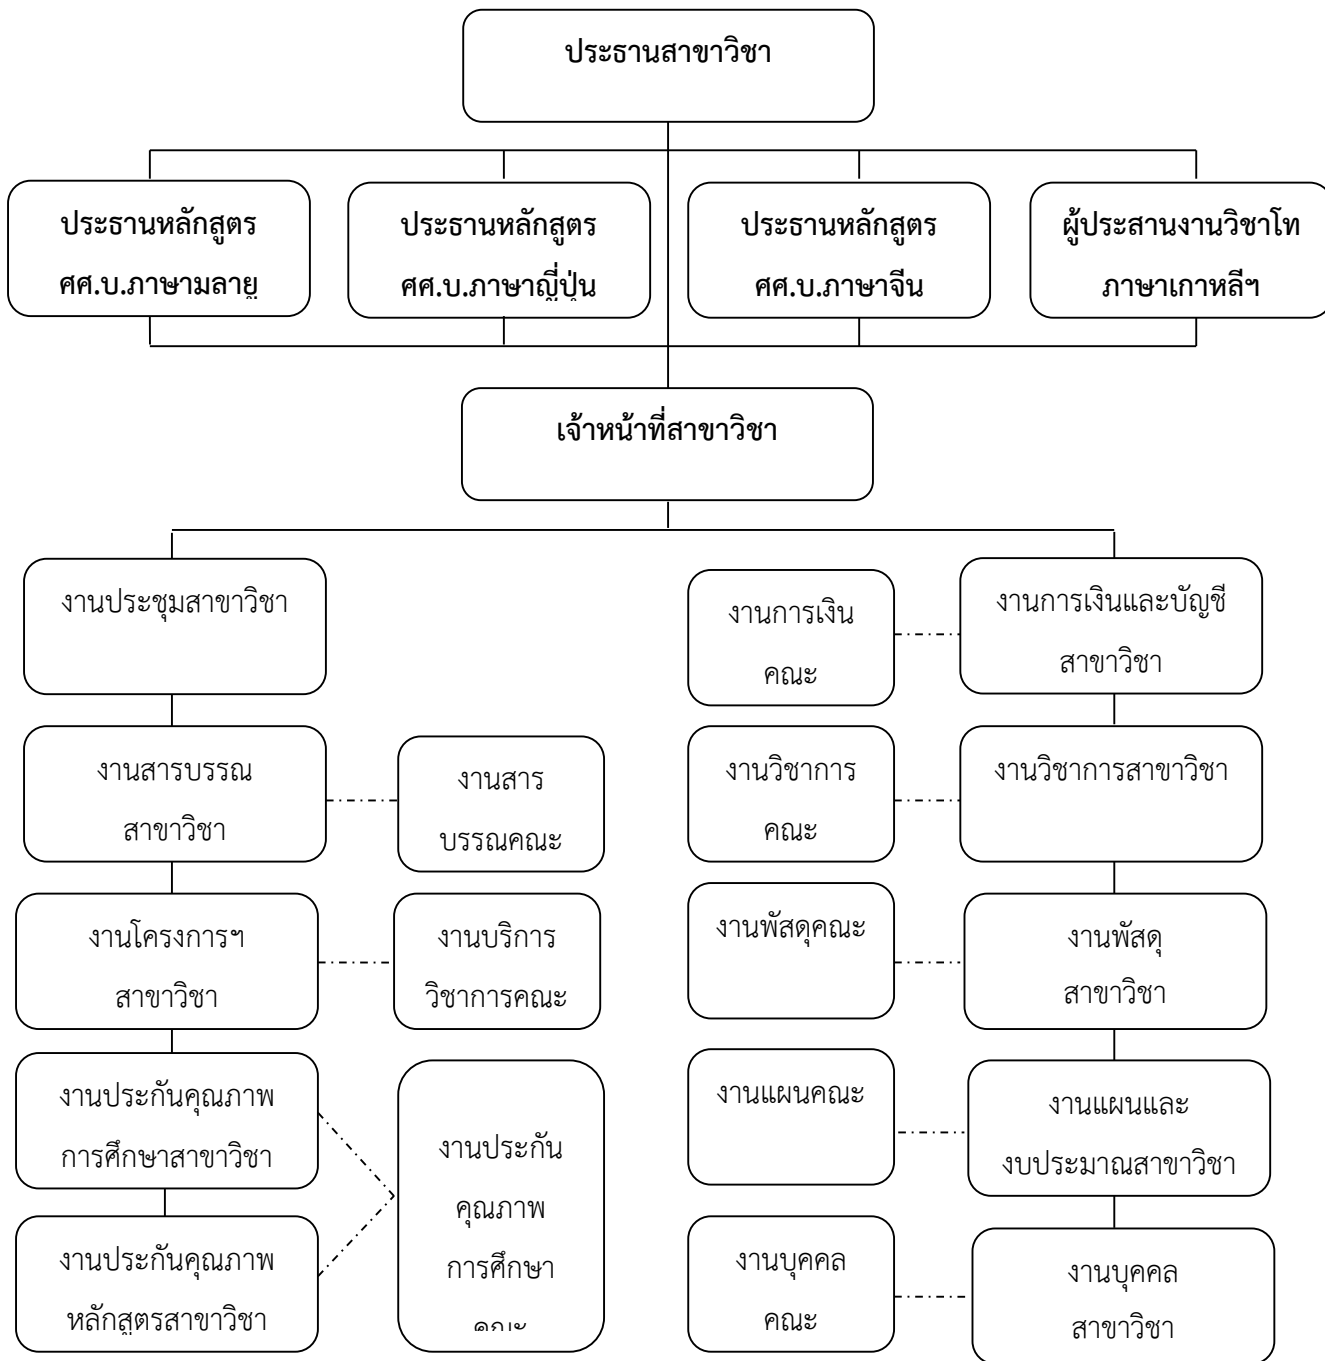 ประธานสาขาวิชา
ประธานหลักสูตร
ศศ.บ.ภาษามลายู
ประธานหลักสูตร
ศศ.บ.ภาษาญี่ปุ่น
ประธานหลักสูตร
ศศ.บ.ภาษาจีน
ผู้ประสานงานวิชาโท
ภาษาเกาหลีฯ
เจ้าหน้าที่สาขาวิชา
งานประชุมสาขาวิชา
งานสารบรรณ
สาขาวิชา
งานสาร
บรรณคณะ
งานโครงการฯ
สาขาวิชา
งานบริการ
วิชาการคณะ
งานประกันคุณภาพ
การศึกษาสาขาวิชา
งานประกันคุณภาพ
หลักสูตรสาขาวิชา
งานประกัน
คุณภาพ
การศึกษา
คณะ
งานการเงิน
คณะ
งานการเงินและบัญชี
สาขาวิชา
งานวิชาการ
คณะ
งานวิชาการสาขาวิชา
งานพัสดุคณะ
งานพัสดุ
สาขาวิชา
งานแผนคณะ
งานแผนและ
งบประมาณสาขาวิชา
งานบุคคล
คณะ
งานบุคคล
สาขาวิชา